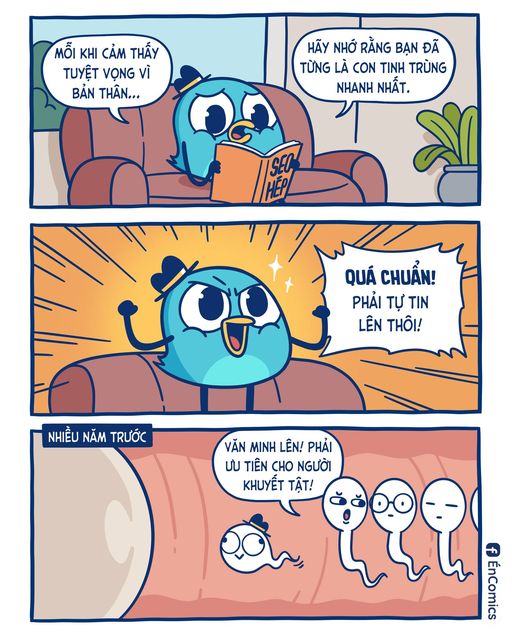 MỖI KHI CẢM THẤY
TUYỆT VỌNG VÌ
BẢN THÂN...
HÃY NHỚ RẰNG BẠN ĐÃ
TỪNG LÀ CON TINH TRÙNG
NHANH NHẤT.
SEO
HÉP
QUÁ CHUẨN!
PHẢI TỰ TIN
LÊN THÔI!
NHIỀU NĂM TRƯỚC
VĂN MINH LÊN! PHẢI
ƯU TIÊN CHO NGƯỜI
KHUYẾT TẬT!
ÉnComics